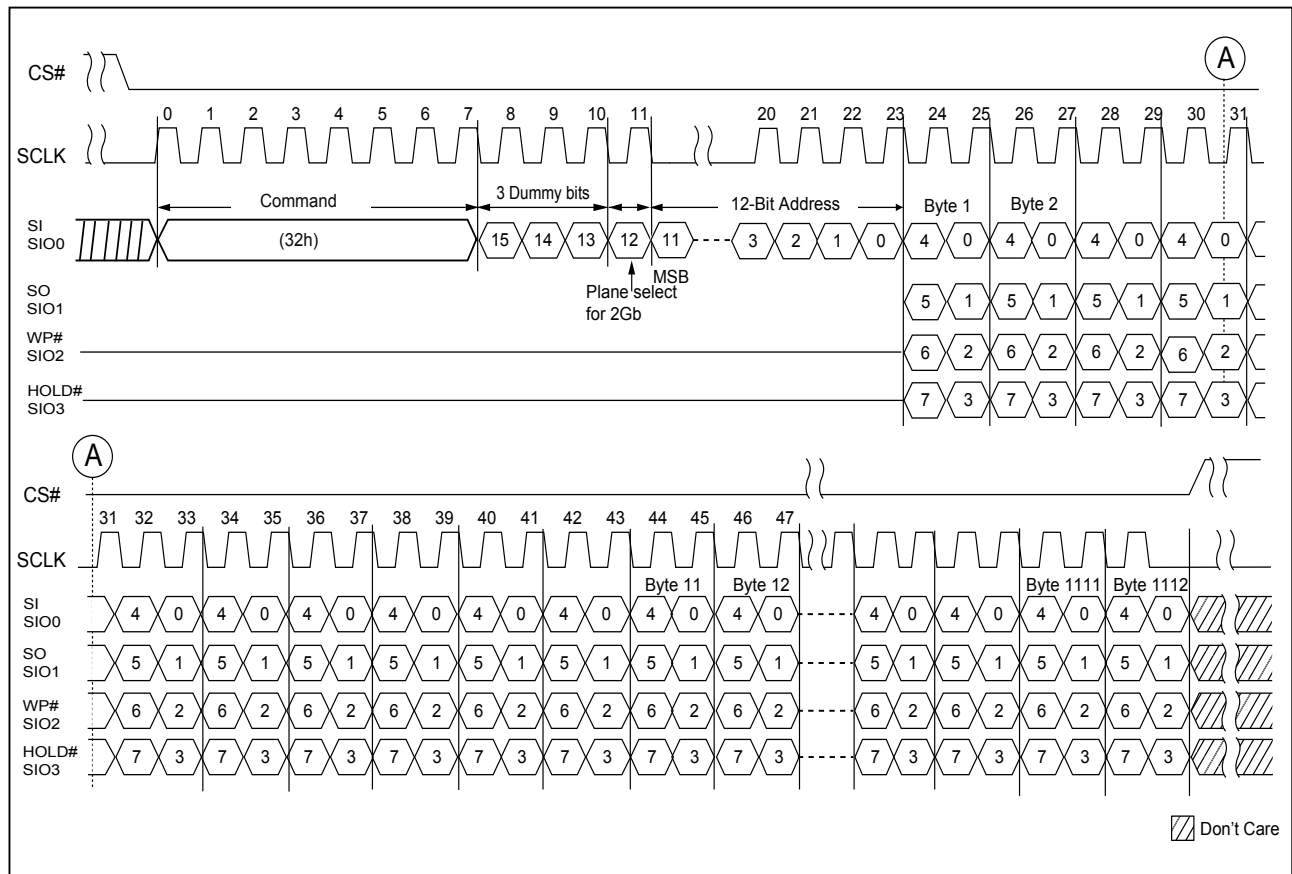 A
CS#
0 1 2 3 4 5 6 7 8 9 10 11 20 21 22 23 24 25 26 27 28 29 30 31
SCLK
Command 3 Dummy bits 12-Bit Address Byte 1 Byte 2
SI
SIO0
(32h) 15 14 13 12 11 3 2 1 0 4 0 4 0 4 0 4 0
MSB
Plane select
for 2Gb
SO
SIO1
5 1 5 1 5 1 5 1
WP#
SIO2
6 2 6 2 6 2 6 2
HOLD#
SIO3
7 3 7 3 7 3 7 3
A
CS#
31 32 33 34 35 36 37 38 39 40 41 42 43 44 45 46 47
SCLK
Byte 11 Byte 12 Byte 1111 Byte 1112
SI
SIO0
4 0 4 0 4 0 4 0 4 0 4 0 4 0 4 0 4 0 4 0 4 0 4 0
SO
SIO1
5 1 5 1 5 1 5 1 5 1 5 1 5 1 5 1 5 1 5 1 5 1 5 1
WP#
SIO2
6 2 6 2 6 2 6 2 6 2 6 2 6 2 6 2 6 2 6 2 6 2 6 2
HOLD#
SIO3
7 3 7 3 7 3 7 3 7 3 7 3 7 3 7 3 7 3 7 3 7 3 7 3
Don't Care